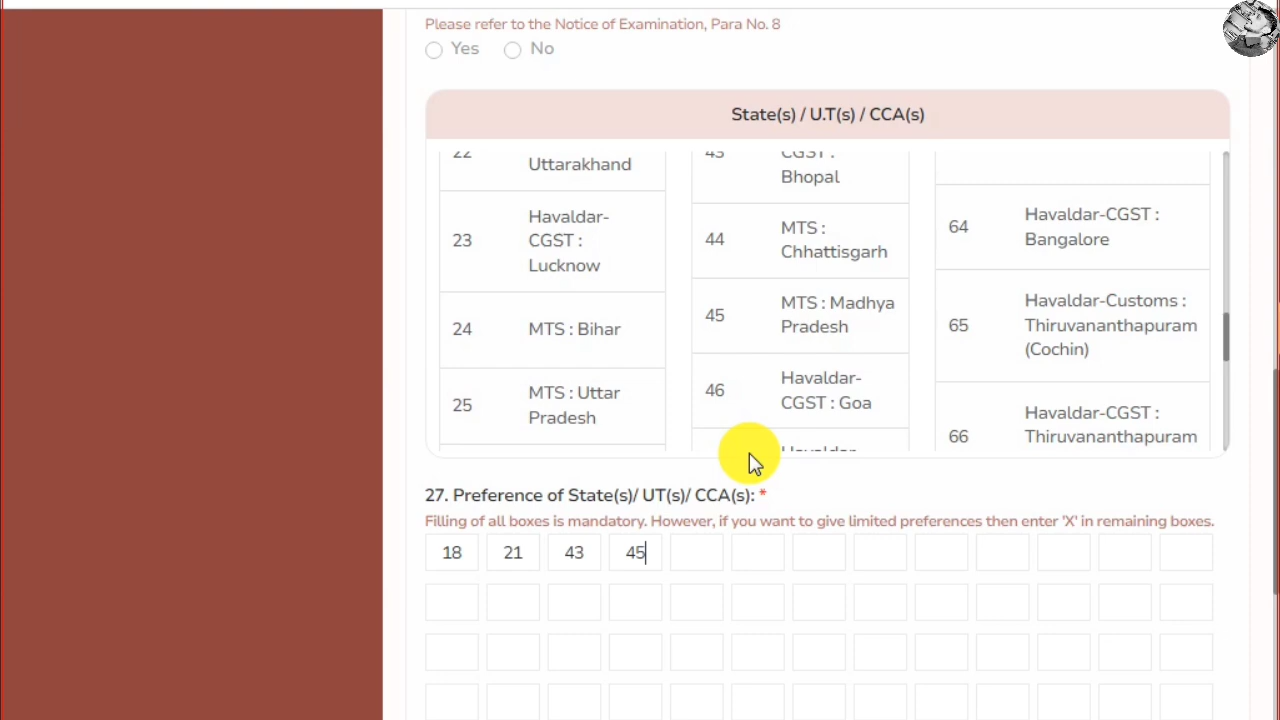 Please refer to the Notice of Examination, Para No. 8
Yes No
State(s) / U.T(s) / CCA(s)
22 Uttarakhand
23 Havaldar-
CGST :
Lucknow
24 MTS : Bihar
25 MTS : Uttar
Pradesh
43 CGST :
Bhopal
44 MTS :
Chhattisgarh
45 MTS : Madhya
Pradesh
46 Havaldar-
CGST : Goa
Havaldar-
64 Havaldar-CGST :
Bangalore
65 Havaldar-Customs :
Thiruvananthapuram
(Cochin)
66 Havaldar-CGST :
Thiruvananthapuram
27. Preference of State(s)/ UT(s)/ CCA(s): *
Filling of all boxes is mandatory. However, if you want to give limited preferences then enter 'X' in remaining boxes.
18 21 43 45